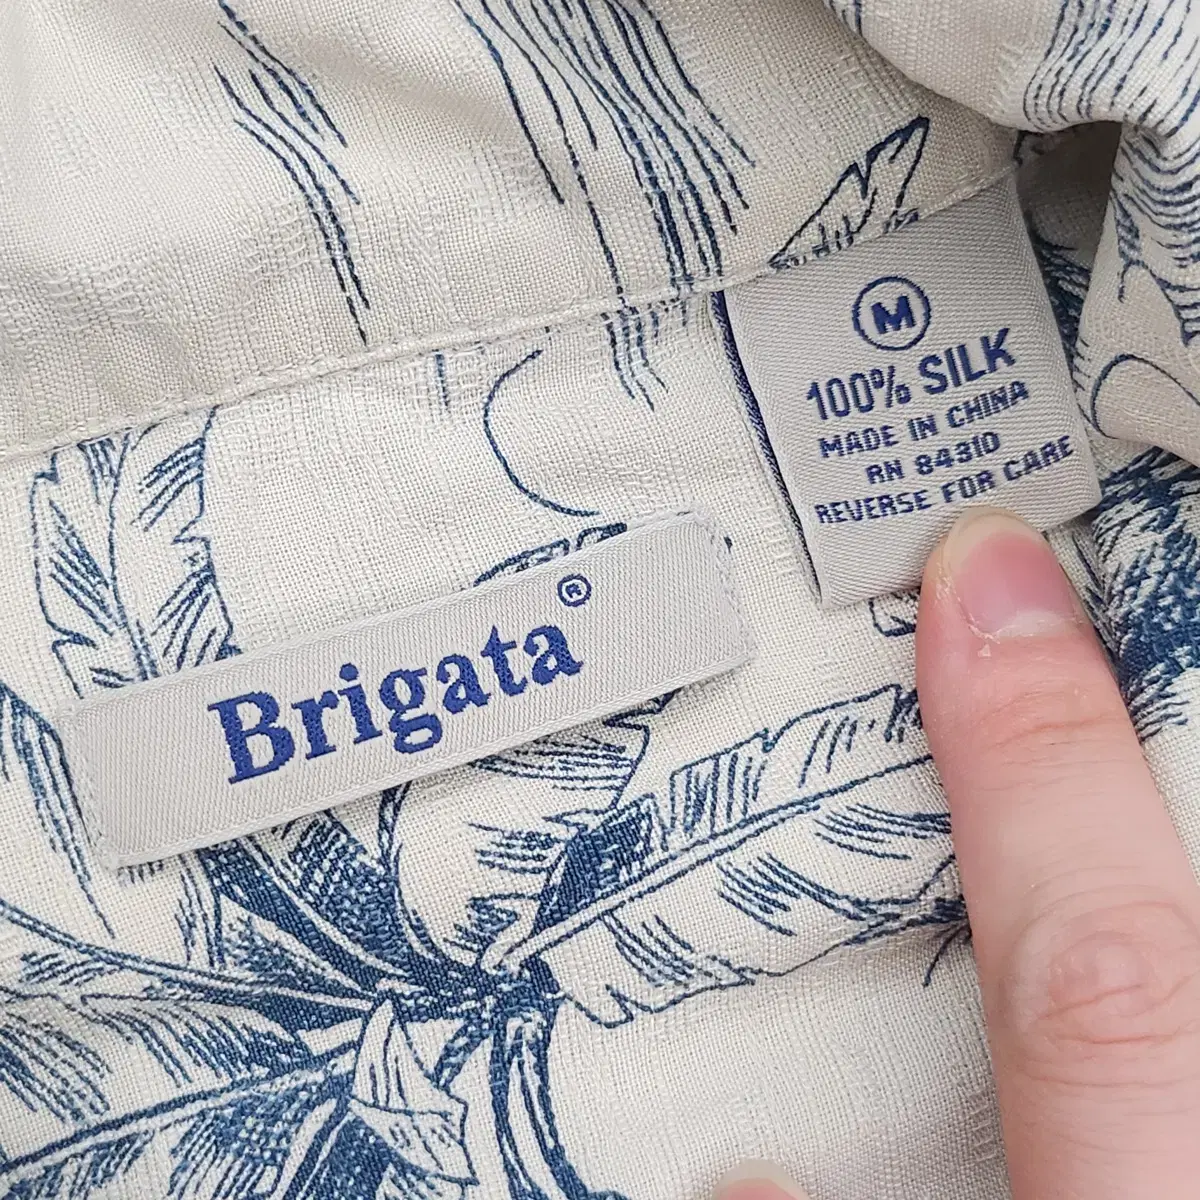 M
100% SILK
MADE IN CHINA
RN 84310
REVERSE FOR CARE
Brigata®